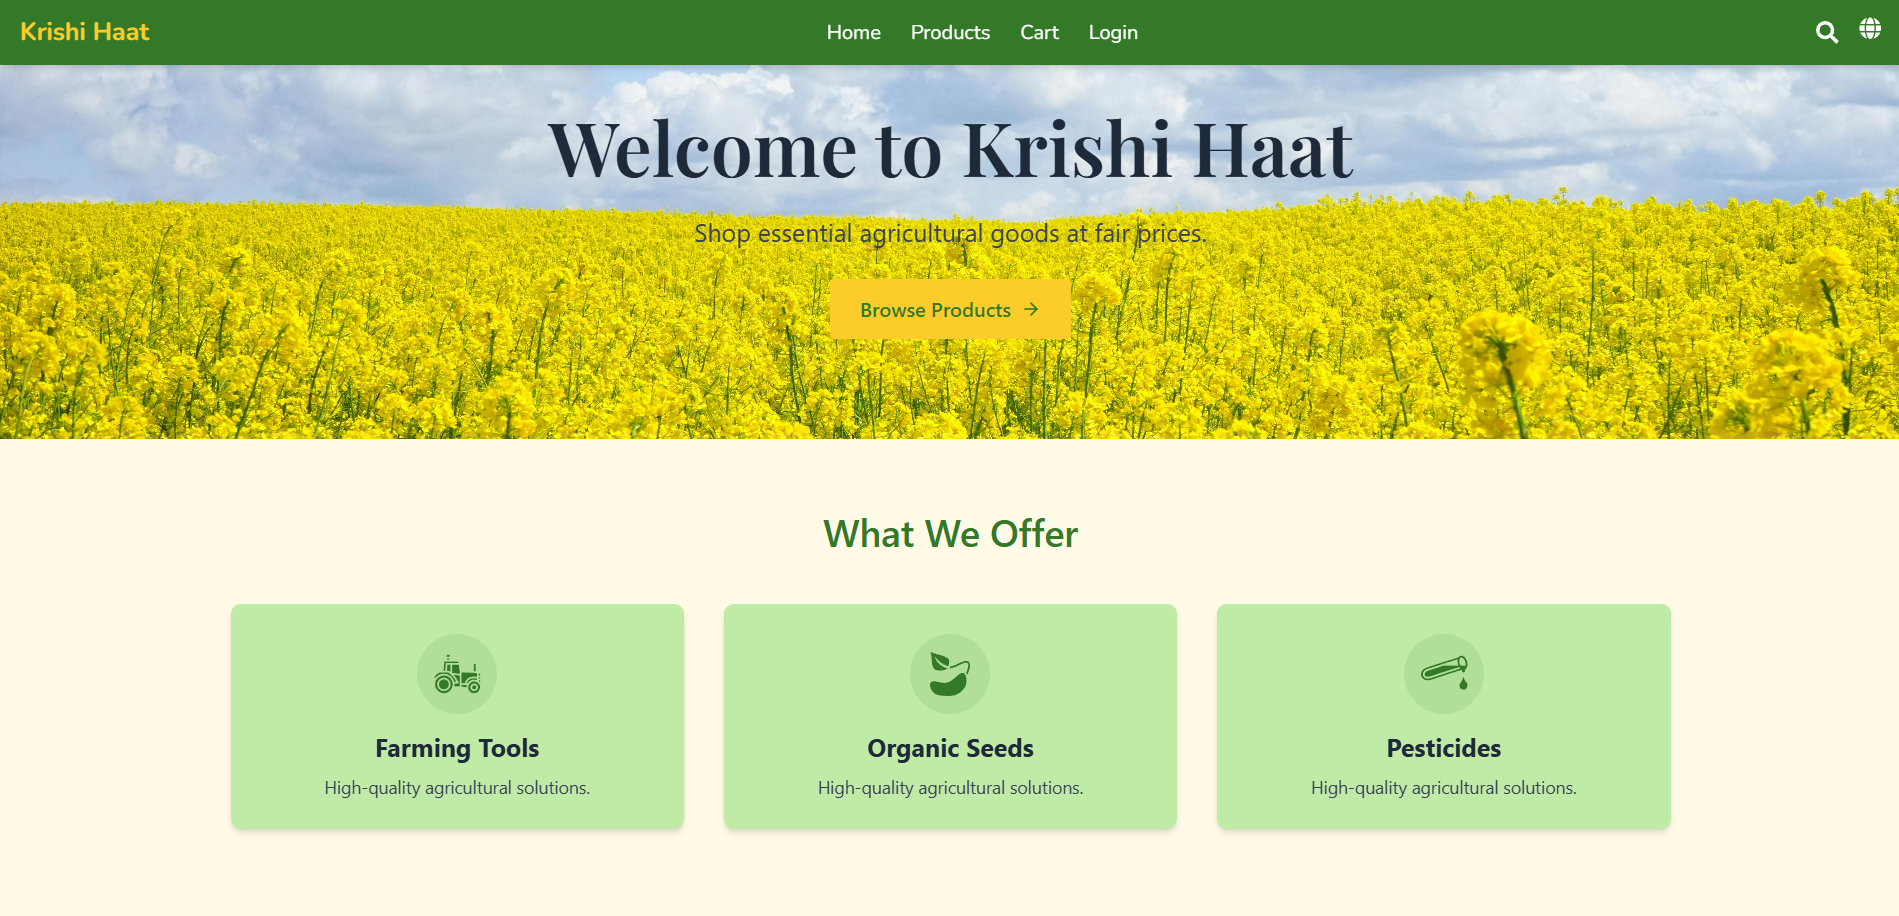 Krishi Haat
Home Products Cart Login
Welcome to Krishi Haat
Shop essential agricultural goods at fair prices.
Browse Products →
What We Offer
Farming Tools
High-quality agricultural solutions.
Organic Seeds
High-quality agricultural solutions.
Pesticides
High-quality agricultural solutions.